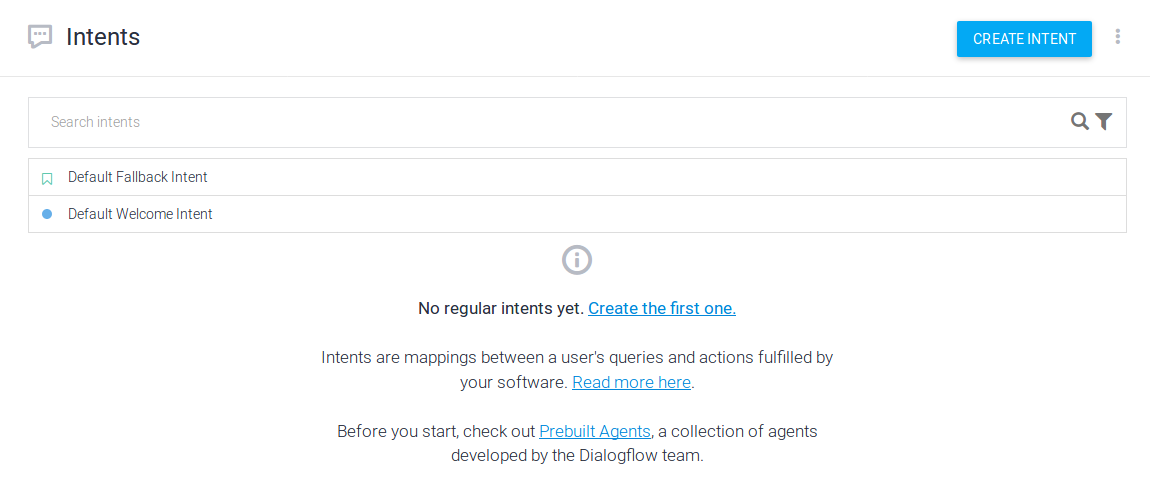 Intents
CREATE INTENT
Search intents
Default Fallback Intent
Default Welcome Intent
No regular intents yet. Create the first one.
Intents are mappings between a user's queries and actions fulfilled by
your software. Read more here.
Before you start, check out Prebuilt Agents, a collection of agents
developed by the Dialogflow team.